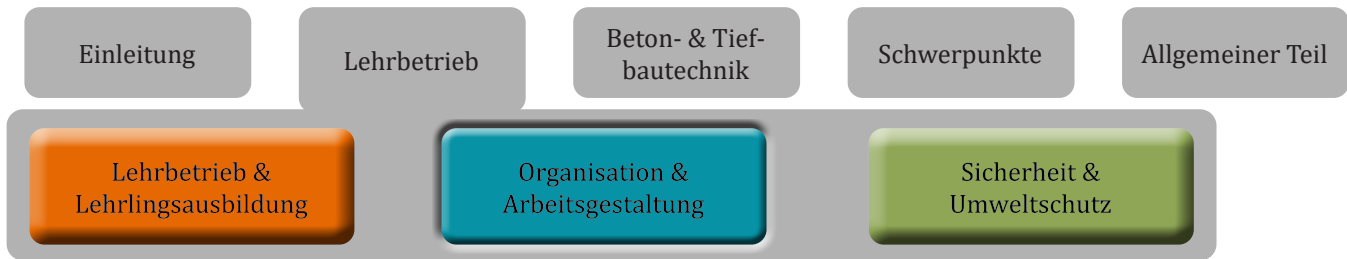 Einleitung
Lehrbetrieb
Beton- & Tief-
bautechnik
Schwerpunkte
Allgemeiner Teil
Lehrbetrieb &
Lehrlingsausbildung
Organisation &
Arbeitsgestaltung
Sicherheit &
Umweltschutz